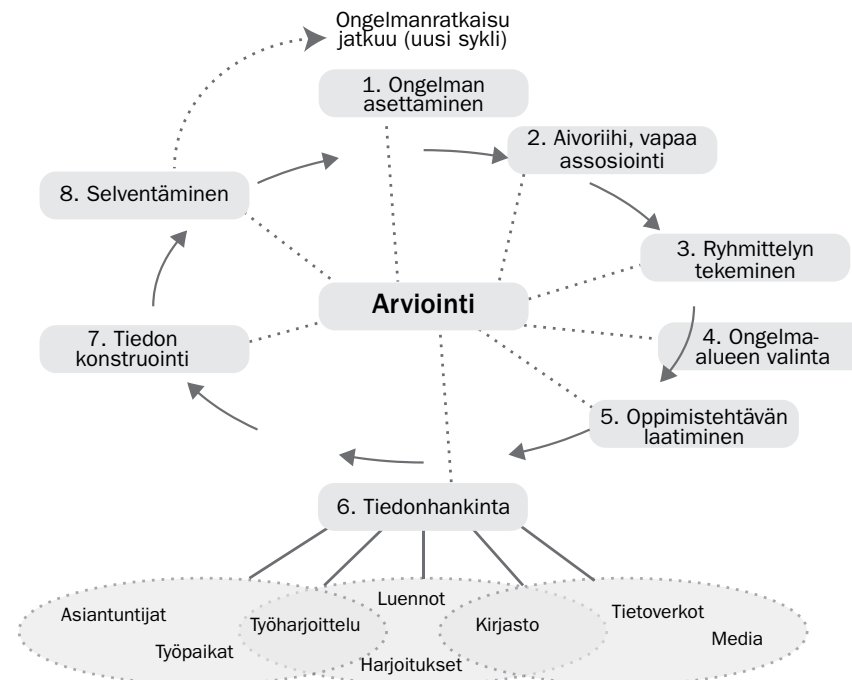 Ongelmanratkaisu
jatkuu (uusi sykli)
1. Ongelman
asettaminen
2. Aivoriihi, vapaa
assosiointi
8. Selventäminen
3. Ryhmittelyn
tekeminen
Arviointi
7. Tiedon
konstruointi
4. Ongelma-
alueen valinta
5. Oppimistehtävän
laatiminen
6. Tiedonhankinta
Asiantuntijat
Työpaikat
Työharjoittelu
Luennot
Harjoitukset
Kirjasto
Tietoverkot
Media